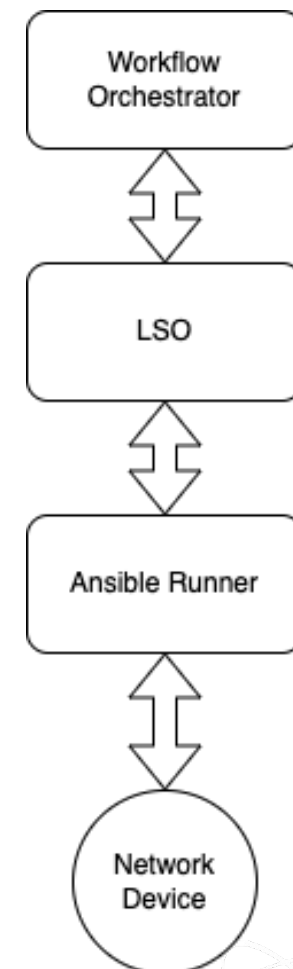 Workflow
Orchestrator
LSO
Ansible Runner
Network
Device